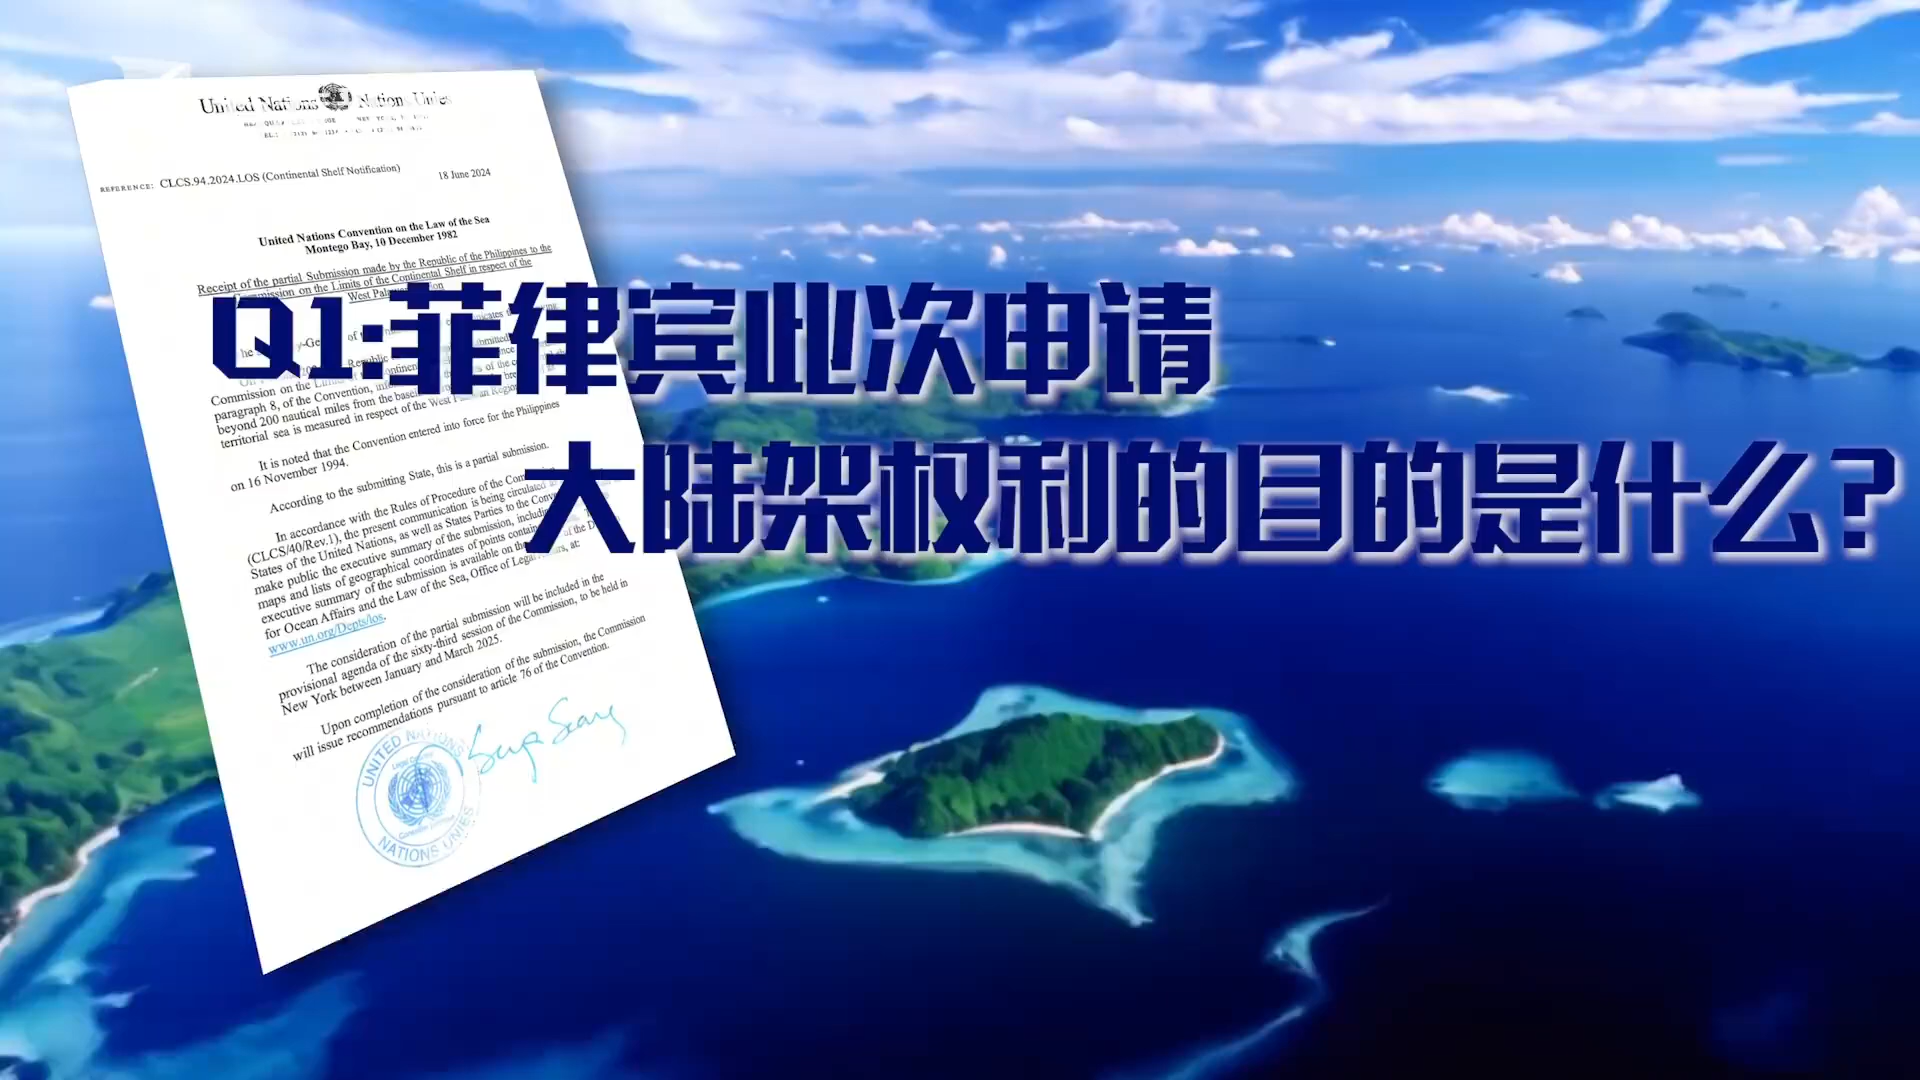 United Nations Nations Unies
REFERENCE: CLCS.94.2024.LOS (Continental Shelf Notification)
18 June 2024
United Nations Convention on the Law of the Sea
Montego Bay, 10 December 1982
Receipt of the partial Submission made by the Republic of the Philippines to the
Commission on the Limits of the Continental Shelf in respect of the
West Palawan Region
Q1:菲律宾此次申请
大陆架权利的目的是什么?
Commission on the
paragraph 8, of the Convention,
beyond 200 nautical miles from the
territorial sea is measured in respect of the West Region
It is noted that the Convention entered into force for the Philippines
on 16 November 1994.
According to the submitting State, this is a partial submission.
In accordance with the Rules of Procedure of the
(CLCS/40/Rev.1), the present communication is being circulated
States of the United Nations, as well as States Parties to the
make public the executive summary of the submission, including
maps and lists of geographical coordinates of points
executive summary of the submission is available on the of the
for Ocean Affairs and the Law of the Sea, Office of Legal Affairs, at:
www.un.org/Depts/los.
The consideration of the partial submission will be included in the
provisional agenda of the sixty-third session of the Commission, to be held in
New York between January and March 2025.
Upon completion of the consideration of the submission, the Commission
will issue recommendations pursuant to article 76 of the Convention.
UNITED NATIONS
NATIONS UNIES